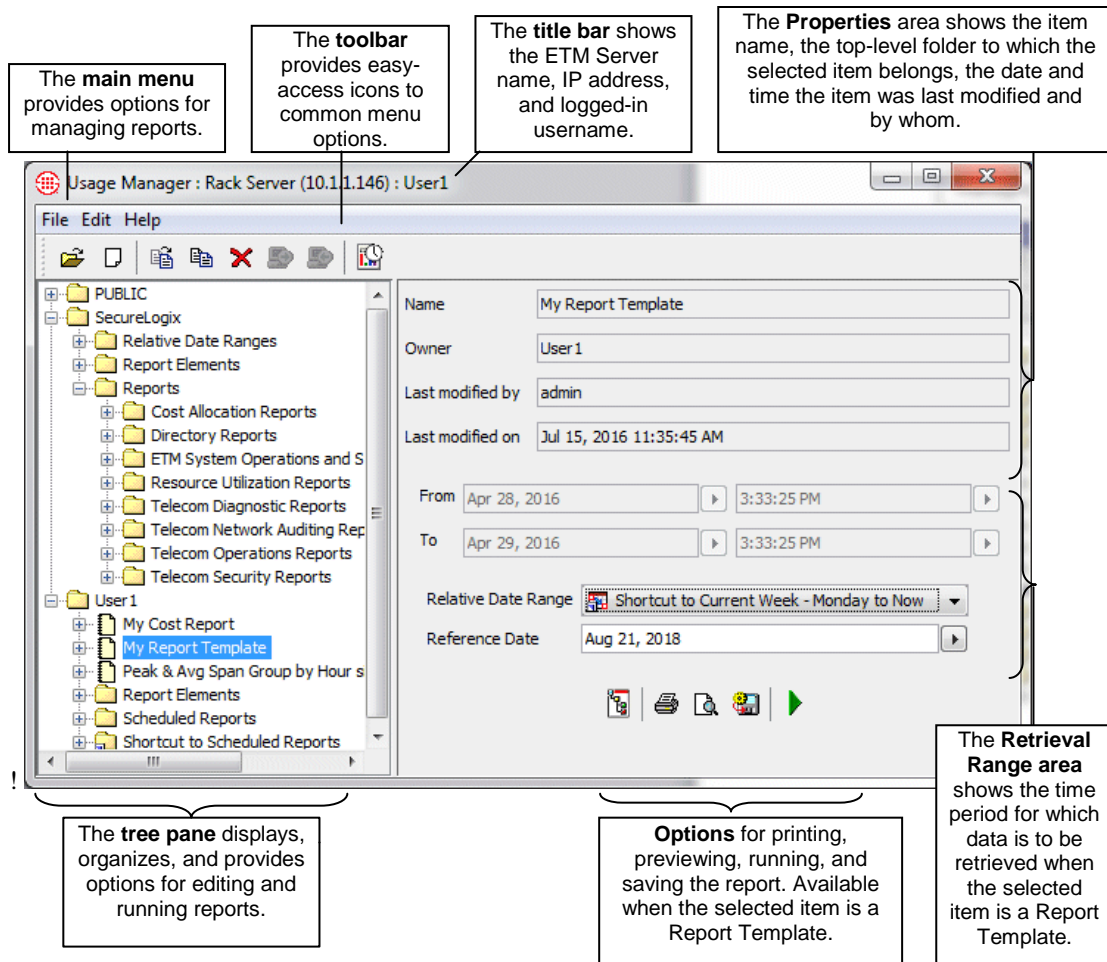 The main menu
provides options for
managing reports.
The toolbar
provides easy-
access icons to
common menu
options.
The title bar shows
the ETM Server
name, IP address,
and logged-in
username.
The Properties area shows the item
name, the top-level folder to which the
selected item belongs, the date and
time the item was last modified and
by whom.
Usage Manager : Rack Server (10.1.1.146) : User1
File Edit Help
PUBLIC
SecureLogix
Relative Date Ranges
Report Elements
Reports
Cost Allocation Reports
Directory Reports
ETM System Operations and S
Resource Utilization Reports
Telecom Diagnostic Reports
Telecom Network Auditing Rep
Telecom Operations Reports
Telecom Security Reports
User1
My Cost Report
My Report Template
Peak & Avg Span Group by Hour s
Report Elements
Scheduled Reports
Shortcut to Scheduled Reports
Name My Report Template
Owner User1
Last modified by admin
Last modified on Jul 15, 2016 11:35:45 AM
From Apr 28, 2016 3:33:25 PM
To Apr 29, 2016 3:33:25 PM
Relative Date Range Shortcut to Current Week - Monday to Now
Reference Date Aug 21, 2018
!
The tree pane displays,
organizes, and provides
options for editing and
running reports.
Options for printing,
previewing, running, and
saving the report. Available
when the selected item is a
Report Template.
The Retrieval
Range area
shows the time
period for which
data is to be
retrieved when
the selected
item is a Report
Template.